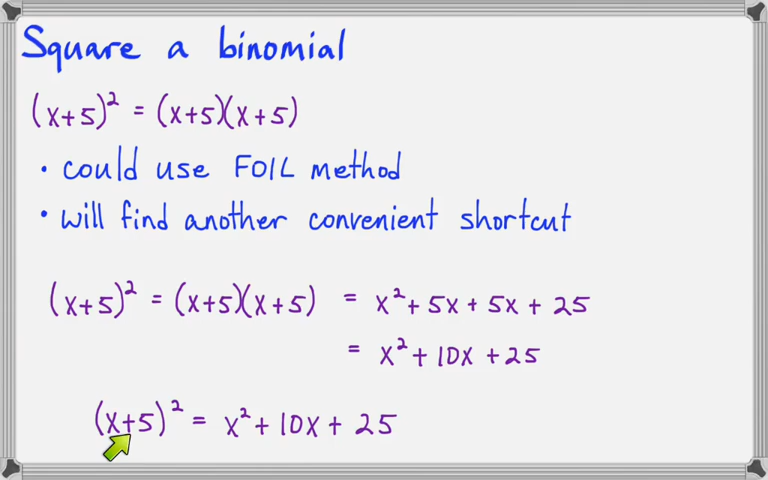 Square a binomial
(x+5)² = (x+5)(x+5)
• could use FOIL method
• will find another convenient shortcut
(x+5)² = (x+5)(x+5) = x² + 5x + 5x + 25
= x² + 10x + 25
(x+5)² = x² + 10x + 25